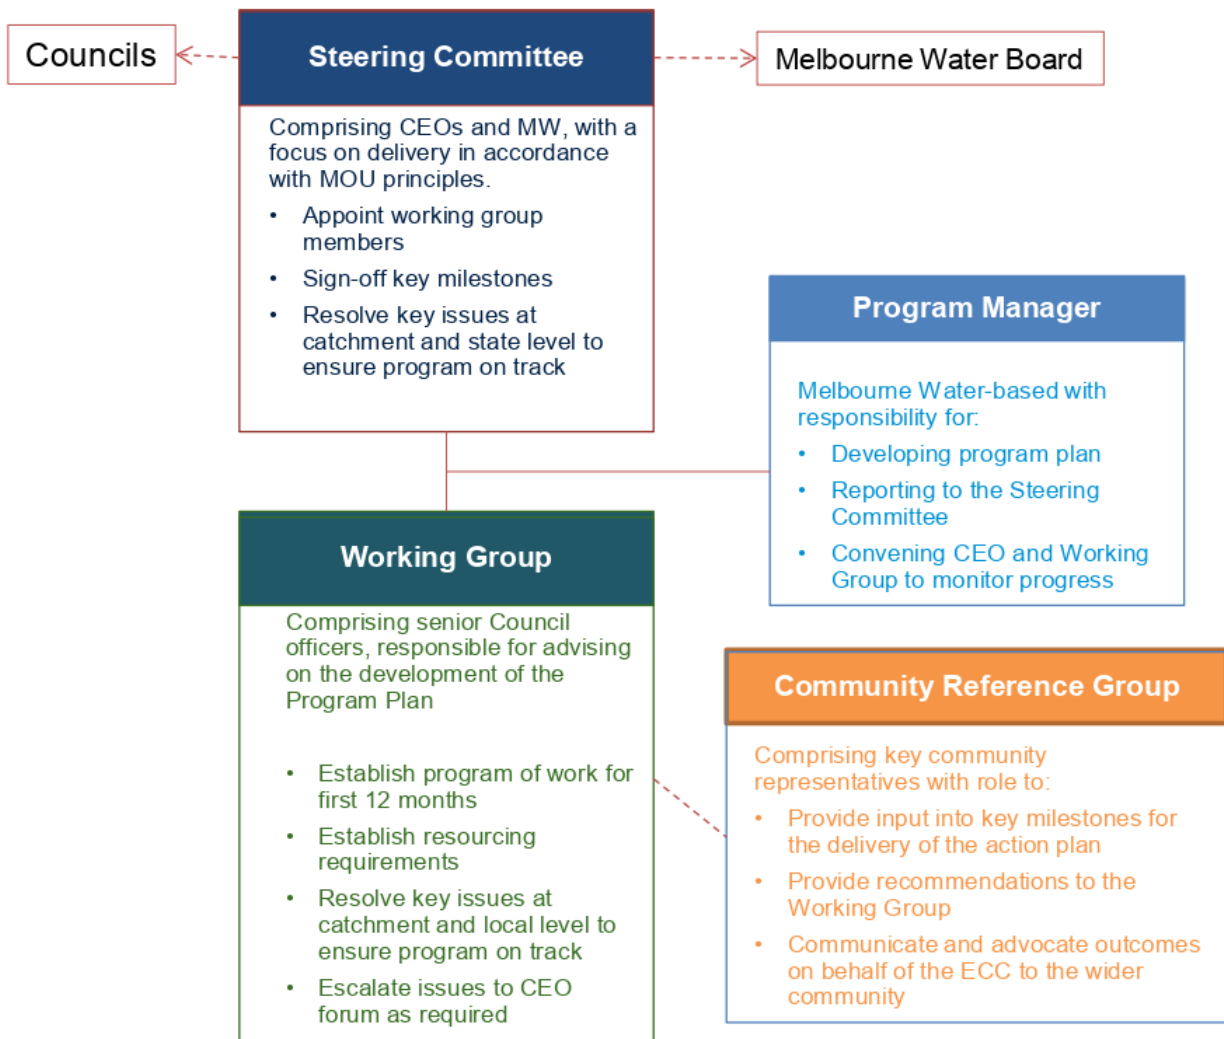 Councils
Steering Committee
Melbourne Water Board
Comprising CEOs and MW, with a
focus on delivery in accordance
with MOU principles.
• Appoint working group
members
• Sign-off key milestones
• Resolve key issues at
catchment and state level to
ensure program on track
Program Manager
Melbourne Water-based with
responsibility for:
• Developing program plan
• Reporting to the Steering
Committee
• Convening CEO and Working
Group to monitor progress
Working Group
Comprising senior Council
officers, responsible for advising
on the development of the
Program Plan
• Establish program of work for
first 12 months
• Establish resourcing
requirements
• Resolve key issues at
catchment and local level to
ensure program on track
• Escalate issues to CEO
forum as required
Community Reference Group
Comprising key community
representatives with role to:
• Provide input into key milestones for
the delivery of the action plan
• Provide recommendations to the
Working Group
• Communicate and advocate outcomes
on behalf of the ECC to the wider
community